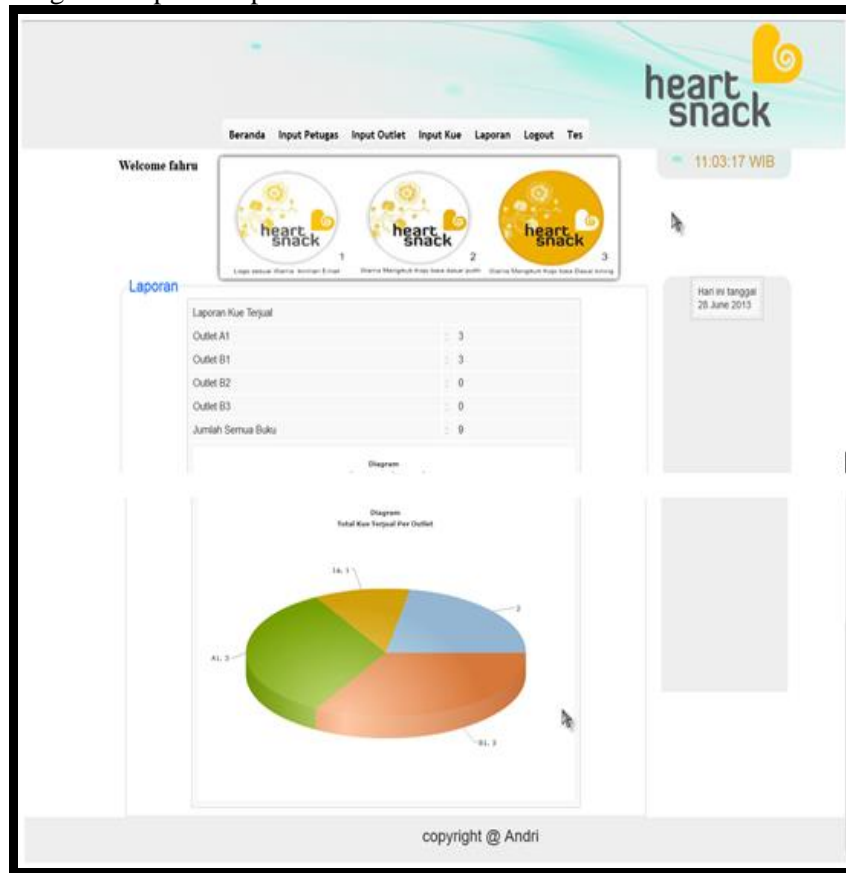 heart
snack
Beranda Input Petugas Input Outlet Input Kue Laporan Logout Tes
Welcome fahru
11:03:17 WIB
heart
snack
1
heart
snack
2
heart
snack
3
Laporan
Hari ini tanggal
28 June 2013
Laporan Kue Terjual
Outlet A1 : 3
Outlet B1 : 3
Outlet B2 : 0
Outlet B3 : 0
Jumlah Semua Buku : 9
Diagram
Diagram
Total Kue Terjual Per Outlet
2
A1, 3
B1, 3
copyright @ Andri